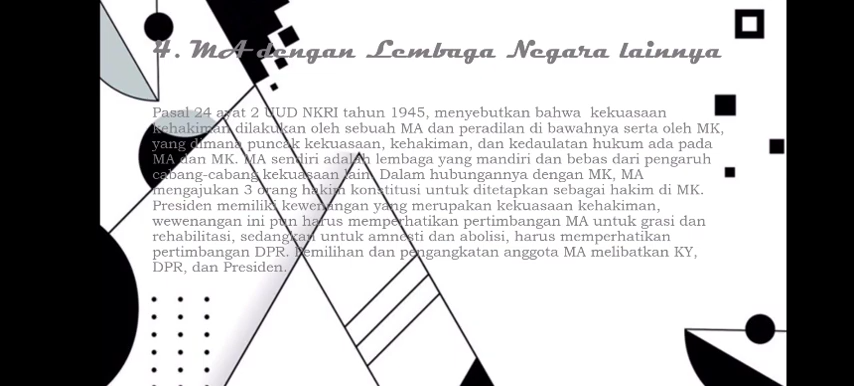 4. MA dengan Lembaga Negara lainnya
Pasal 24 ayat 2 UUD NKRI tahun 1945, menyebutkan bahwa kekuasaan
kehakiman dilakukan oleh sebuah MA dan peradilan di bawahnya serta oleh MK,
yang dimana puncak kekuasaan, kehakiman, dan kedaulatan hukum ada pada
MA dan MK. MA sendiri adalah lembaga yang mandiri dan bebas dari pengaruh
cabang-cabang kekuasaan lain. Dalam hubungannya dengan MK, MA
mengajukan 3 orang hakim konstitusi untuk ditetapkan sebagai hakim di MK.
Presiden memiliki kewenangan yang merupakan kekuasaan kehakiman,
wewenangan ini pun harus memperhatikan pertimbangan MA untuk grasi dan
rehabilitasi, sedangkan untuk amnesti dan abolisi, harus memperhatikan
pertimbangan DPR. Pemilihan dan pengangkatan anggota MA melibatkan KY,
DPR, dan Presiden.